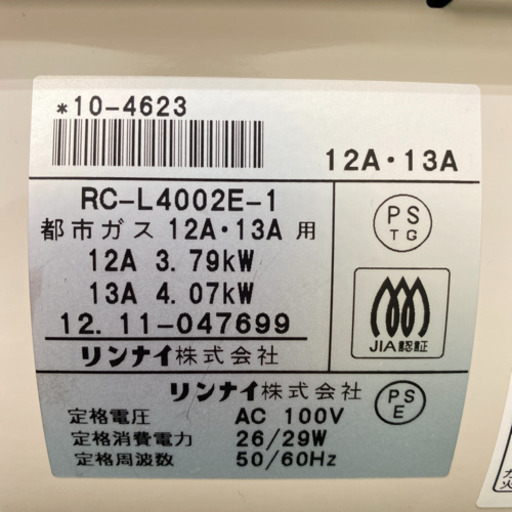 *10-4623
12A・13A
RC-L4002E-1
都市ガス 12A・13A 用
12A 3.79kW
13A 4.07kW
12. 11-047699
リンナイ株式会社
PS
TG
JIA認証
リンナイ株式会社
PS
E
定格電圧 AC 100V
定格消費電力 26/29W
定格周波数 50/60Hz